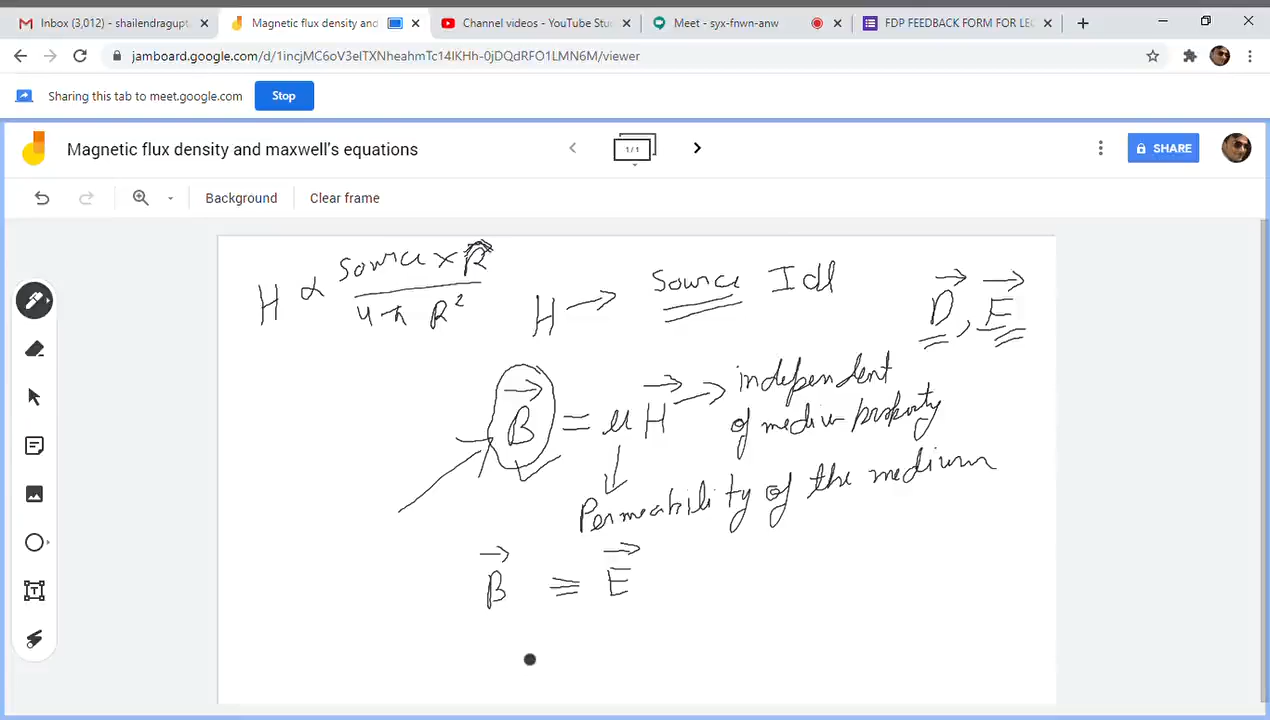 Inbox (3,012) - shailendragupt
Magnetic flux density and
Channel videos - YouTube Stu
Meet - syx-fnwn-anw
FDP FEEDBACK FORM FOR LEC
jamboard.google.com/d/1incjMC6oV3eITXNheahmTc14IKHh-0jDQdRFO1LMN6M/viewer
Sharing this tab to meet.google.com
Stop
Magnetic flux density and maxwell's equations
1/1
SHARE
Background
Clear frame
H ∝ Source × R / 4π R²
H → Source I dl
D, E
B = μ H → independent
of medium property
Permeability of the medium
B ≡ E